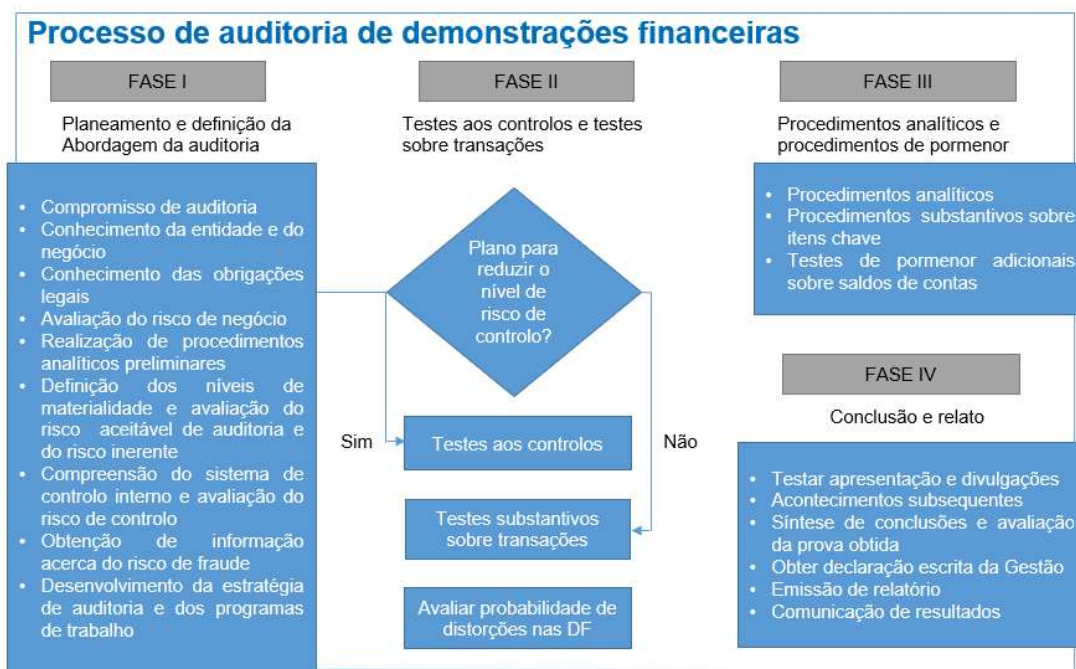 Processo de auditoria de demonstrações financeiras
FASE I
Planeamento e definição da
Abordagem da auditoria
• Compromisso de auditoria
• Conhecimento da entidade e do
negócio
• Conhecimento das obrigações
legais
• Avaliação do risco de negócio
• Realização de procedimentos
analíticos preliminares
• Definição dos níveis de
materialidade e avaliação do
risco aceitável de auditoria e
do risco inerente
• Compreensão do sistema de
controlo interno e avaliação do
risco de controlo
• Obtenção de informação
acerca do risco de fraude
• Desenvolvimento da estratégia
de auditoria e dos programas
de trabalho
FASE II
Testes aos controlos e testes
sobre transações
Plano para
reduzir o
nível de
risco de
controlo?
Sim
Não
Testes aos controlos
Testes substantivos
sobre transações
Avaliar probabilidade de
distorções nas DF
FASE III
Procedimentos analíticos e
procedimentos de pormenor
• Procedimentos analíticos
• Procedimentos substantivos sobre
itens chave
• Testes de pormenor adicionais
sobre saldos de contas
FASE IV
Conclusão e relato
• Testar apresentação e divulgações
• Acontecimentos subsequentes
• Síntese de conclusões e avaliação
da prova obtida
• Obter declaração escrita da Gestão
• Emissão de relatório
• Comunicação de resultados